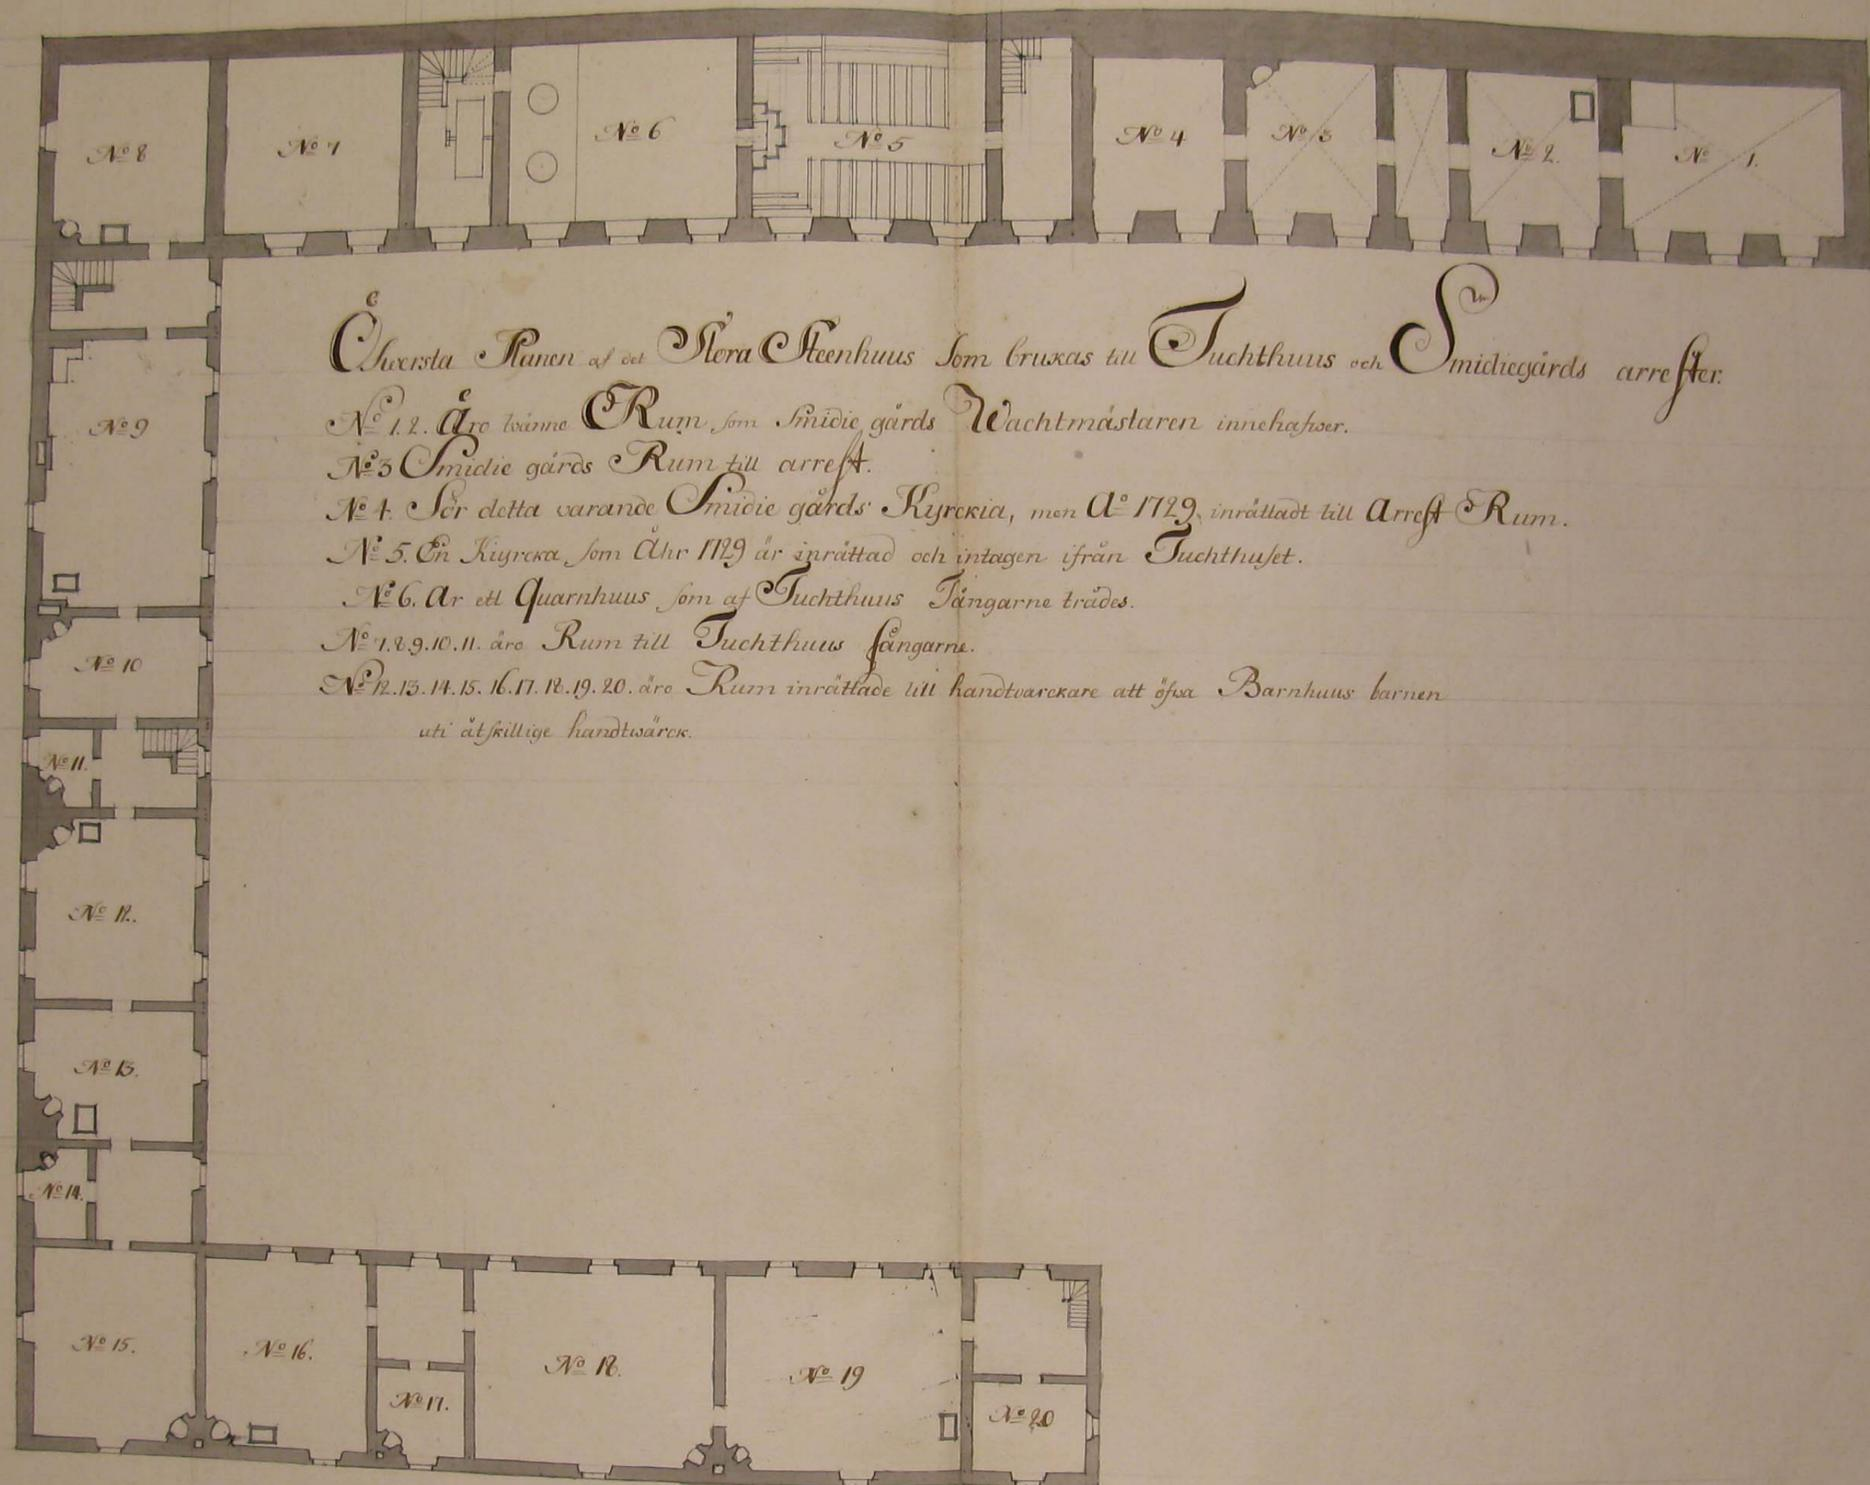 No 8
No 7
No 6
No 5
No 4
No 3
No 2.
No 1.
Öfwersta Planen af det Stora Steenhuus som bruкas till Tuchthuus och Smidiegårds arrester.
No 1.2. Äro twänne Rum som Smidie gårds Wachtmästaren innehafwer.
No 3 Smidie gårds Rum till arrest.
No 4. För detta varande Smidie gårds Kyrckia, men Ao 1729 inrättadt till Arrest Rum.
No 5. En Kiyrcka som Åhr 1729 är inrättad och intagen ifrån Tuchthuset.
No 6. Ar ett Quarnhuus som af Tuchthuus Fångarne trädes.
No 7.8.9.10.11. äro Rum till Tuchthuus fångarne.
No 12.13.14.15.16.17.18.19.20. äro Rum inrättade till handtvarckare att öfwa Barnhuus barnen
uti åtskillige handtwärck.
No 9
No 10
No 11.
No 12.
No 13.
No 14.
No 15.
No 16.
No 17.
No 18.
No 19
No 20